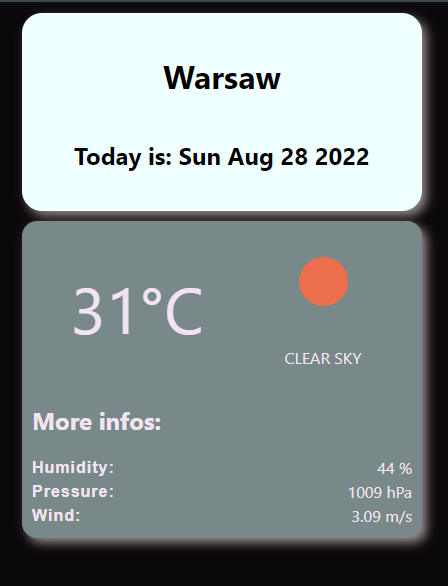 Warsaw
Today is: Sun Aug 28 2022
31°C
CLEAR SKY
More infos:
Humidity: 44 %
Pressure: 1009 hPa
Wind: 3.09 m/s